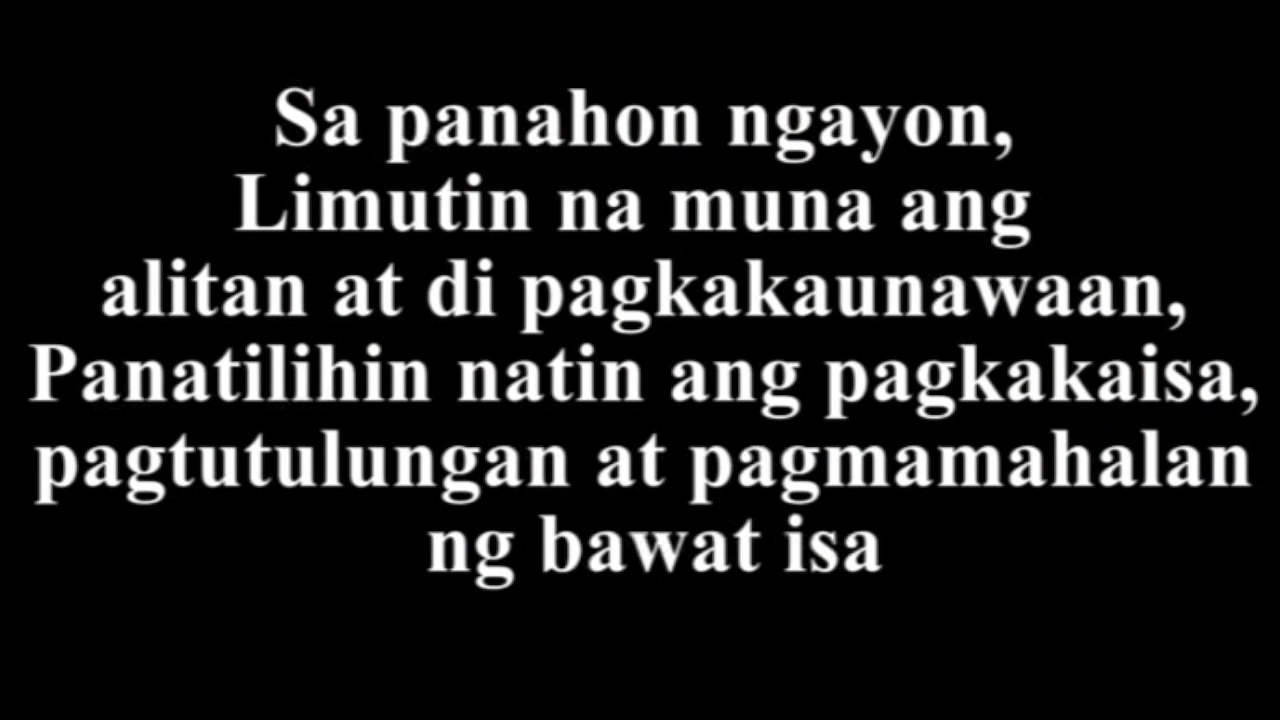 Sa panahon ngayon,
Limutin na muna ang
alitan at di pagkakaunawaan,
Panatilihin natin ang pagkakaisa,
pagtutulungan at pagmamahalan
ng bawat isa